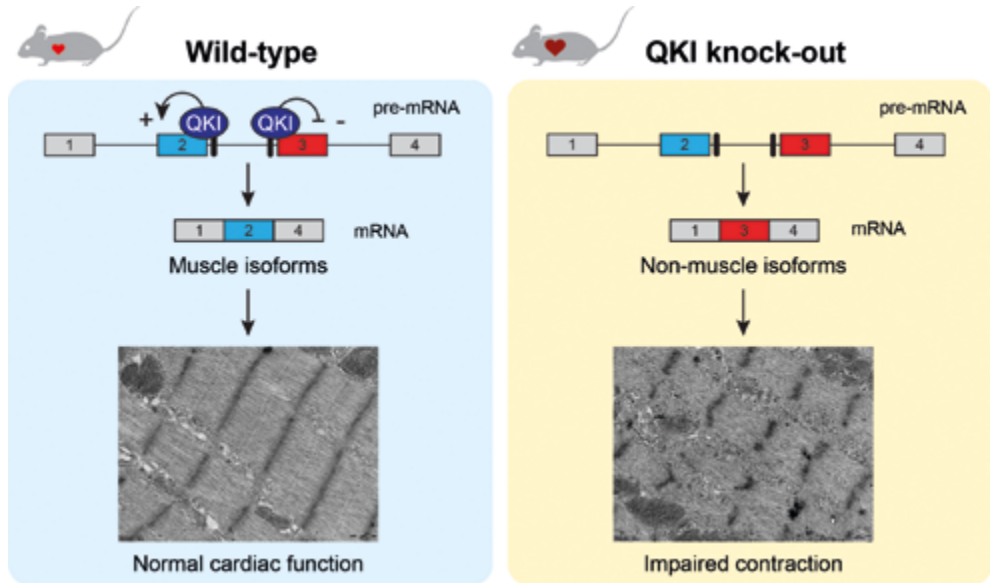 Wild-type
+ QKI QKI -
pre-mRNA
1 2 3 4
1 2 4 mRNA
Muscle isoforms
Normal cardiac function
QKI knock-out
pre-mRNA
1 2 3 4
1 3 4 mRNA
Non-muscle isoforms
Impaired contraction